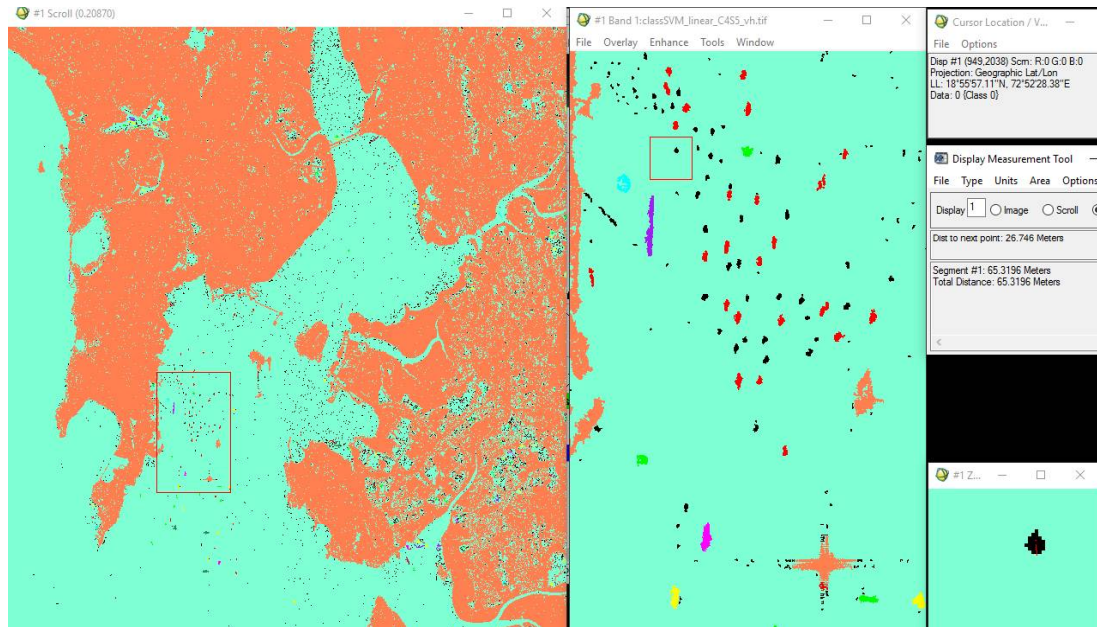 #1 Scroll (0.20870)
#1 Band 1:classSVM_linear_C4S5_vh.tif
File Overlay Enhance Tools Window
Cursor Location / V...
File Options
Disp #1 (949,2038) Scrn: R:0 G:0 B:0
Projection: Geographic Lat/Lon
LL: 18°55'57.11"N, 72°52'28.38"E
Data: 0 {Class 0}
Display Measurement Tool
File Type Units Area Options
Display 1 Image Scroll
Dist to next point: 26.746 Meters
Segment #1: 65.3196 Meters
Total Distance: 65.3196 Meters
#1 Z...